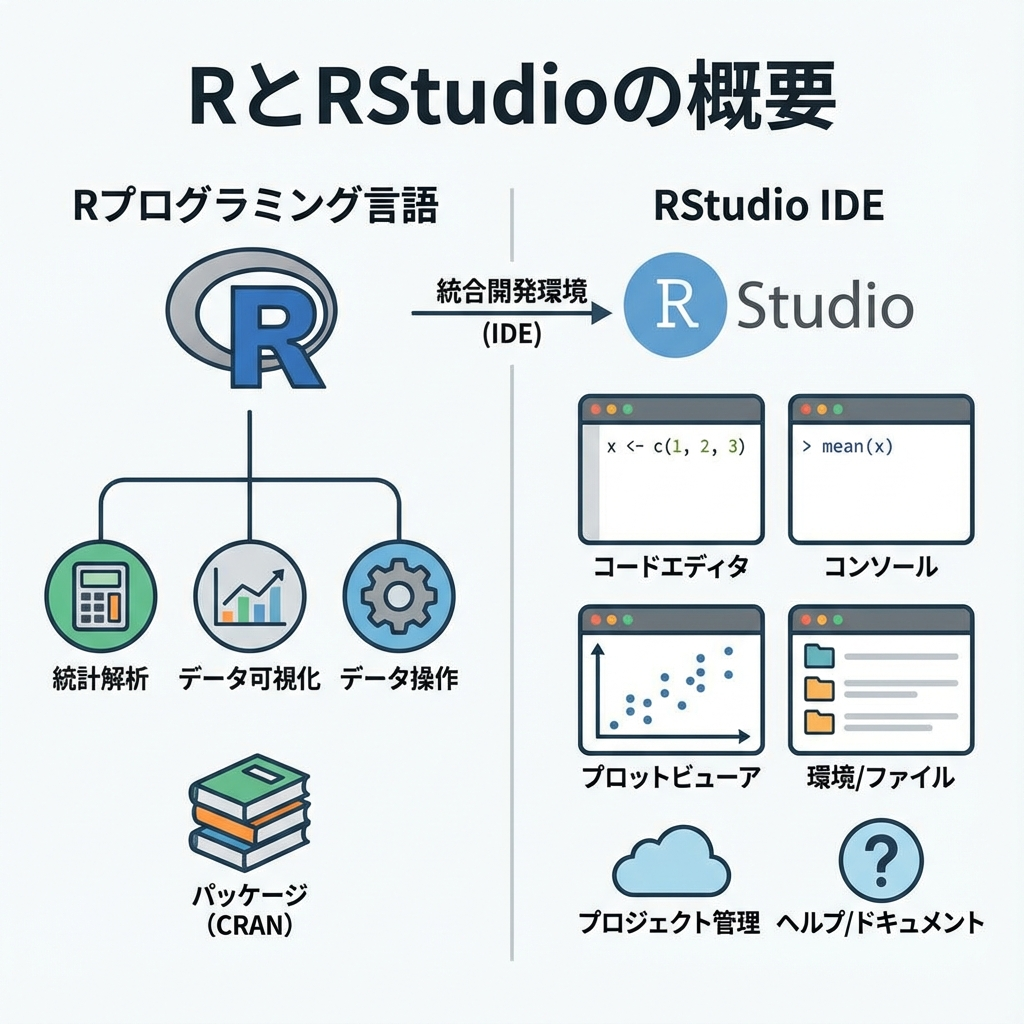 RとRStudioの概要
Rプログラミング言語
R
統計解析
データ可視化
データ操作
パッケージ
(CRAN)
統合開発環境
(IDE)
RStudio IDE
R Studio
x <- c(1, 2, 3)
コードエディタ
> mean(x)
コンソール
プロットビューア
環境/ファイル
プロジェクト管理
?
ヘルプ/ドキュメント